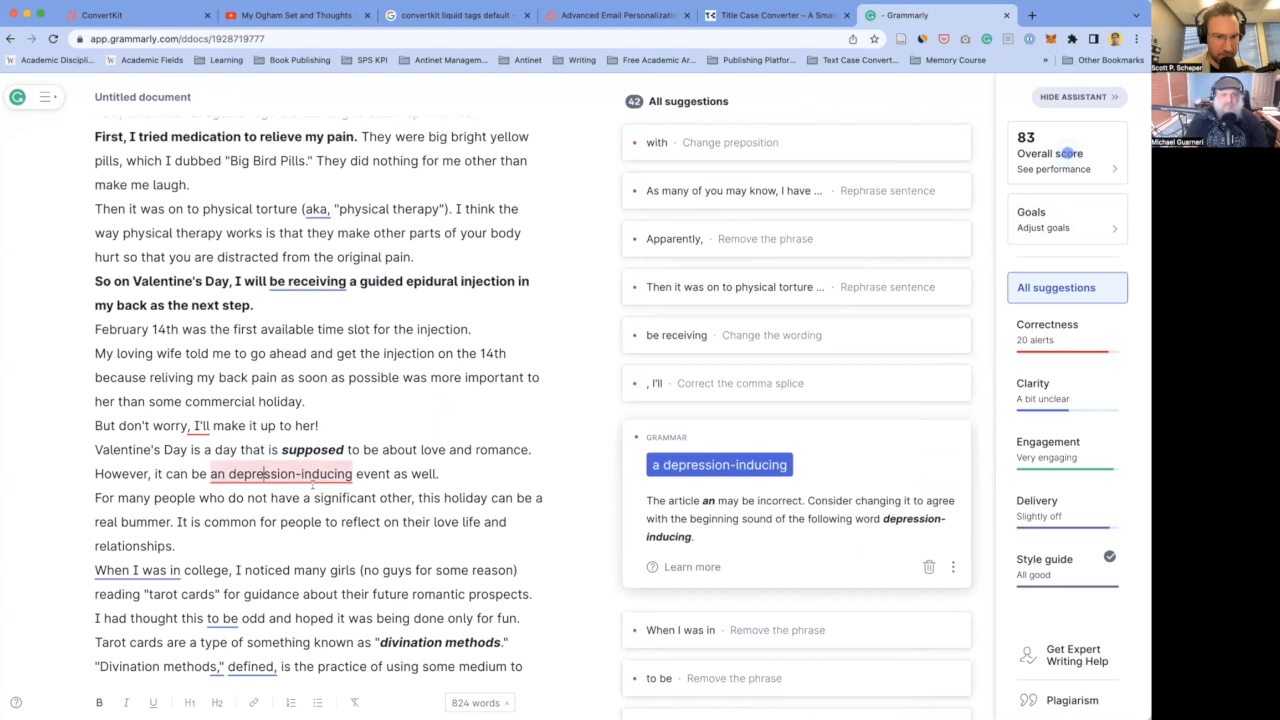 ConvertKit
My Ogham Set and Thoughts -
convertkit liquid tags default -
Advanced Email Personalizatio
Title Case Converter – A Smar
- Grammarly
app.grammarly.com/ddocs/1928719777
Academic Discipli...
Academic Fields
Learning
Book Publishing
SPS KPI
Antinet Managem...
Antinet
Writing
Free Academic Ar...
Publishing Platfor...
Text Case Convert...
Memory Course
»
Other Bookmarks
Scott P. Scheper
Michael Guarneri
Untitled document
First, I tried medication to relieve my pain. They were big bright yellow
pills, which I dubbed "Big Bird Pills." They did nothing for me other than
make me laugh.
Then it was on to physical torture (aka, "physical therapy"). I think the
way physical therapy works is that they make other parts of your body
hurt so that you are distracted from the original pain.
So on Valentine's Day, I will be receiving a guided epidural injection in
my back as the next step.
February 14th was the first available time slot for the injection.
My loving wife told me to go ahead and get the injection on the 14th
because reliving my back pain as soon as possible was more important to
her than some commercial holiday.
But don't worry, I'll make it up to her!
Valentine's Day is a day that is supposed to be about love and romance.
However, it can be an depression-inducing event as well.
For many people who do not have a significant other, this holiday can be a
real bummer. It is common for people to reflect on their love life and
relationships.
When I was in college, I noticed many girls (no guys for some reason)
reading "tarot cards" for guidance about their future romantic prospects.
I had thought this to be odd and hoped it was being done only for fun.
Tarot cards are a type of something known as "divination methods."
"Divination methods," defined, is the practice of using some medium to
B I U H1 H2
824 words
42 All suggestions
with · Change preposition
As many of you may know, I have ... · Rephrase sentence
Apparently, · Remove the phrase
Then it was on to physical torture ... · Rephrase sentence
be receiving · Change the wording
, I'll · Correct the comma splice
GRAMMAR
a depression-inducing
The article an may be incorrect. Consider changing it to agree
with the beginning sound of the following word depression-
inducing.
Learn more
When I was in · Remove the phrase
to be · Remove the phrase
HIDE ASSISTANT
83
Overall score
See performance
Goals
Adjust goals
All suggestions
Correctness
20 alerts
Clarity
A bit unclear
Engagement
Very engaging
Delivery
Slightly off
Style guide
All good
Get Expert
Writing Help
Plagiarism